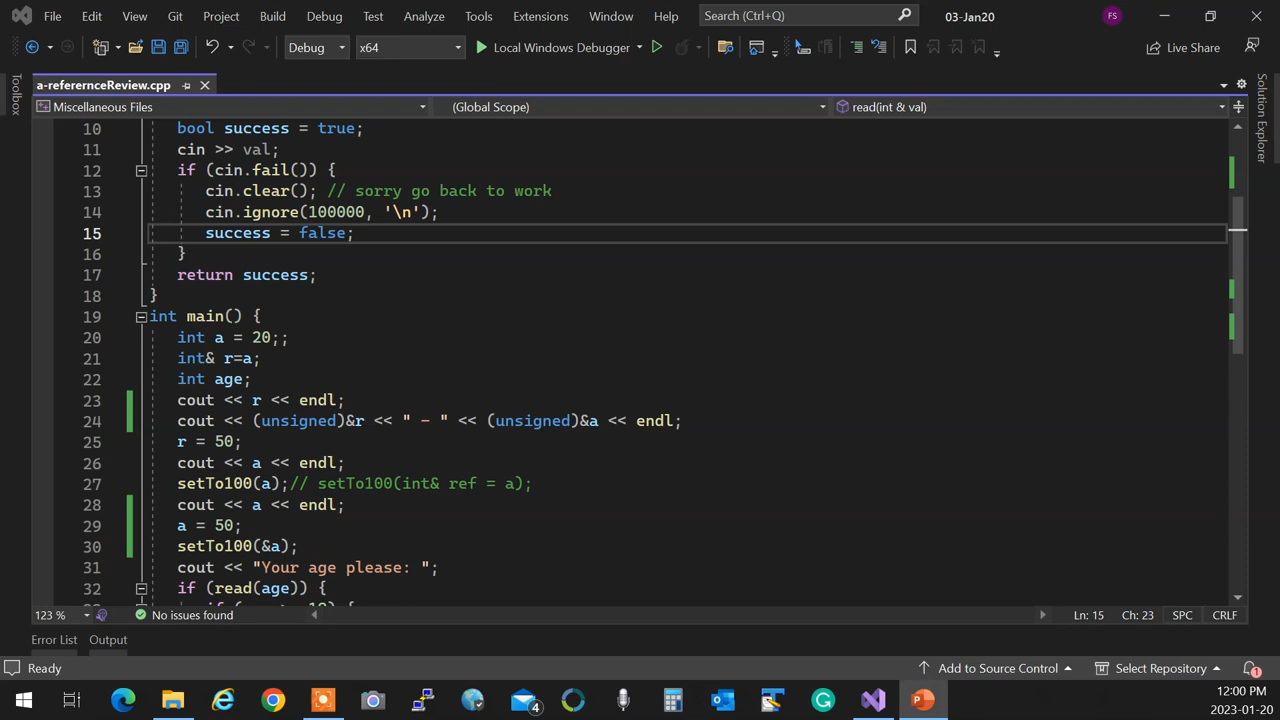 File Edit View Git Project Build Debug Test Analyze Tools Extensions Window Help Search (Ctrl+Q) 03-Jan20 FS
Debug x64 Local Windows Debugger Live Share
a-referernceReview.cpp
Miscellaneous Files (Global Scope) read(int & val)
Toolbox
Solution Explorer
10 bool success = true;
11 cin >> val;
12 if (cin.fail()) {
13 cin.clear(); // sorry go back to work
14 cin.ignore(100000, '\n');
15 success = false;
16 }
17 return success;
18 }
19 int main() {
20 int a = 20;;
21 int& r=a;
22 int age;
23 cout << r << endl;
24 cout << (unsigned)&r << " - " << (unsigned)&a << endl;
25 r = 50;
26 cout << a << endl;
27 setTo100(a);// setTo100(int& ref = a);
28 cout << a << endl;
29 a = 50;
30 setTo100(&a);
31 cout << "Your age please: ";
32 if (read(age)) {
123 % No issues found Ln: 15 Ch: 23 SPC CRLF
Error List Output
Ready Add to Source Control Select Repository 1
4
12:00 PM
2023-01-20